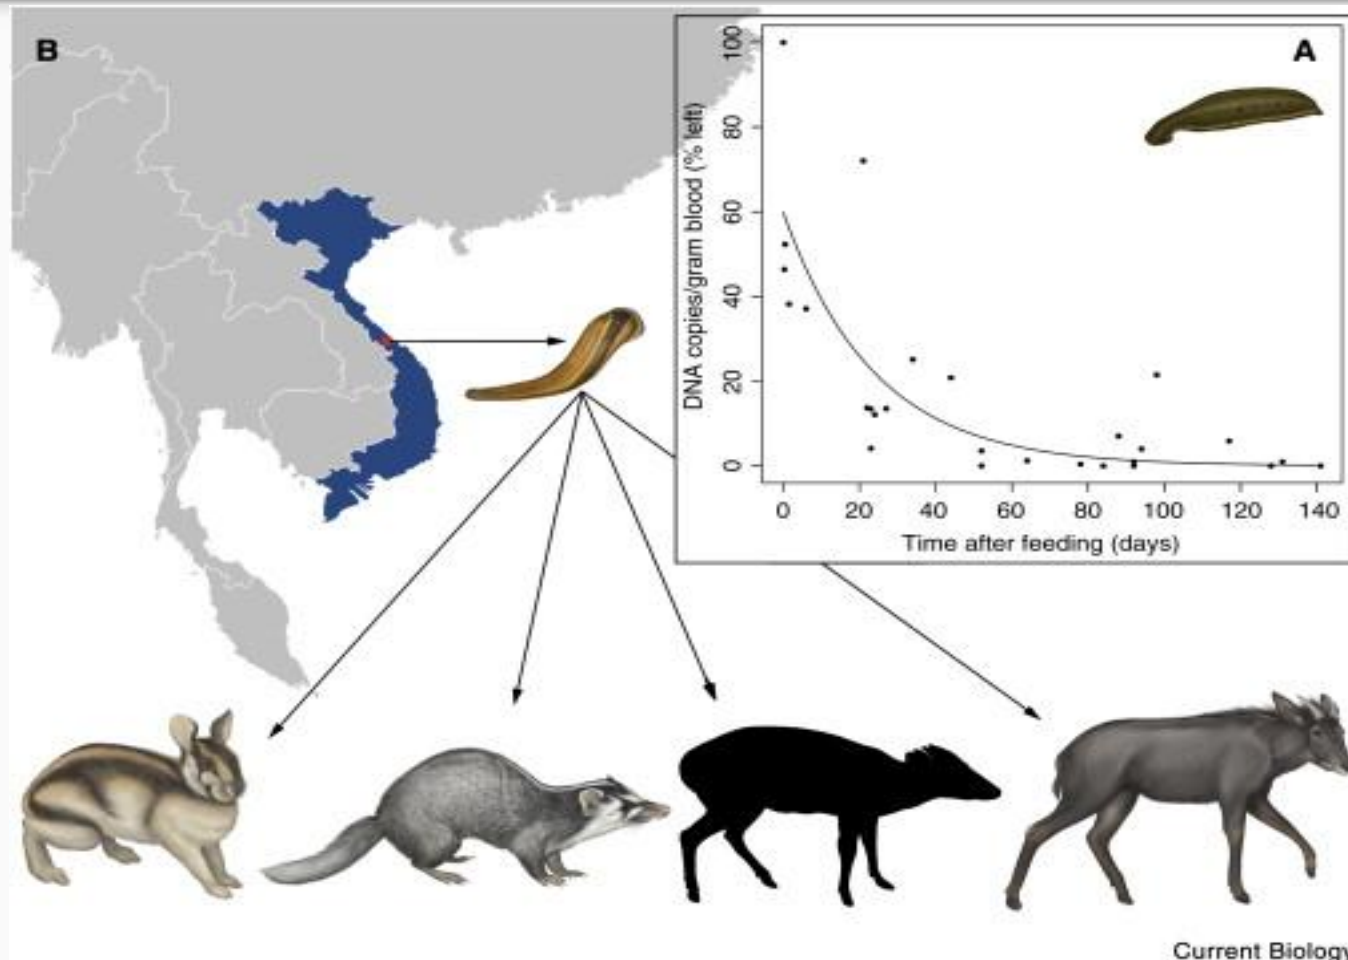 B
A
DNA copies/gram blood (% left)
100
80
60
40
20
0
0 20 40 60 80 100 120 140
Time after feeding (days)
Current Biology